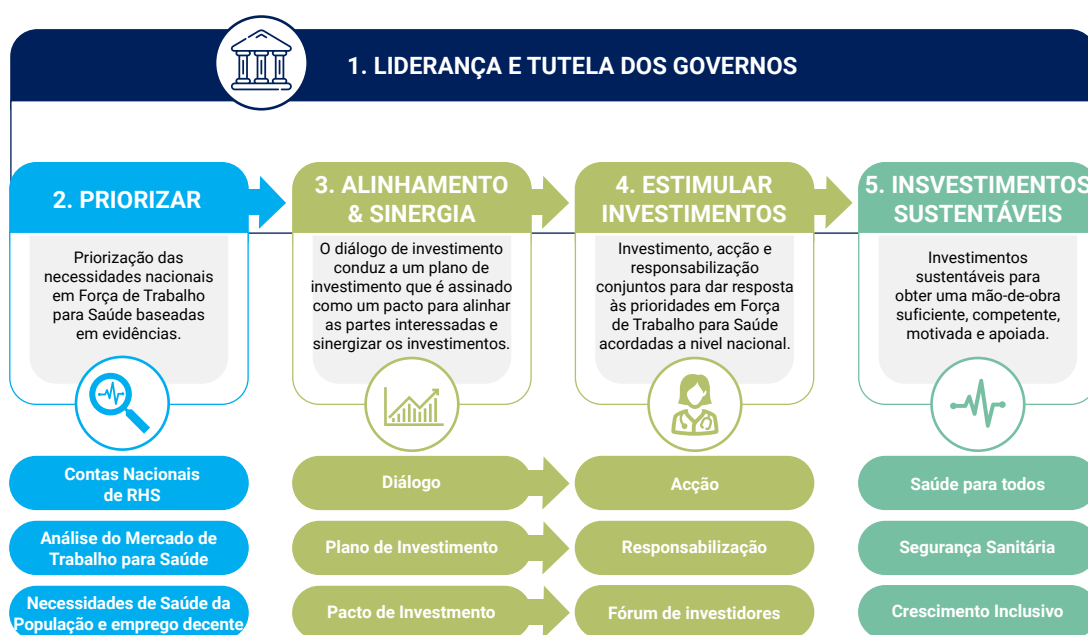 1. LIDERANÇA E TUTELA DOS GOVERNOS
2. PRIORIZAR
Priorização das
necessidades nacionais
em Força de Trabalho
para Saúde baseadas
em evidências.
Contas Nacionais
de RHS
Análise do Mercado de
Trabalho para Saúde
Necessidades de Saúde da
População e emprego decente
3. ALINHAMENTO
& SINERGIA
O diálogo de investimento
conduz a um plano de
investimento que é assinado
como um pacto para alinhar
as partes interessadas e
sinergizar os investimentos.
Diálogo
Plano de Investimento
Pacto de Investmento
4. ESTIMULAR
INVESTIMENTOS
Investimento, acção e
responsabilização
conjuntos para dar resposta
às prioridades em Força
de Trabalho para Saúde
acordadas a nivel nacional.
Acção
Responsabilização
Fórum de investidores
5. INSVESTIMENTOS
SUSTENTÁVEIS
Investimentos
sustentáveis para
obter uma mão-de-obra
suficiente, competente,
motivada e apoiada.
Saúde para todos
Segurança Sanitária
Crescimento Inclusivo